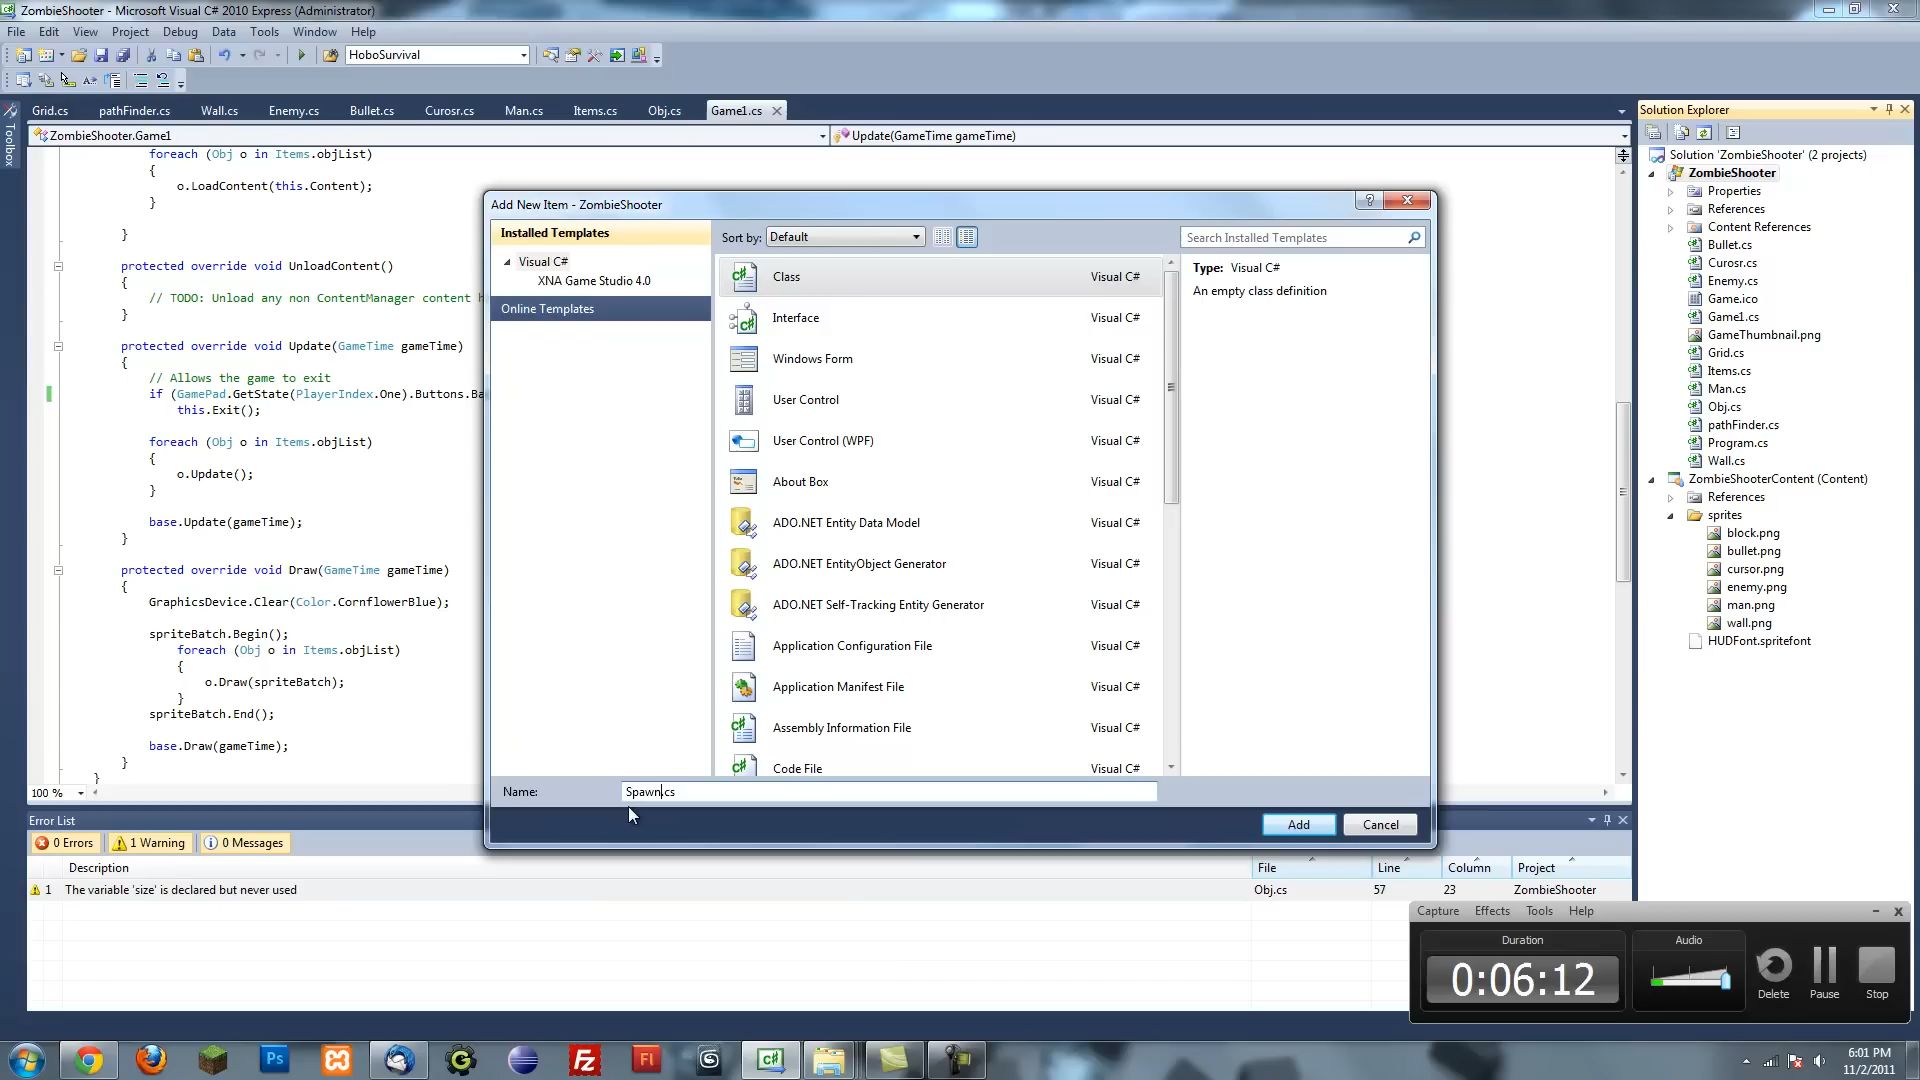 ZombieShooter - Microsoft Visual C# 2010 Express (Administrator)
File Edit View Project Debug Data Tools Window Help
HoboSurvival
Grid.cs pathFinder.cs Wall.cs Enemy.cs Bullet.cs Curosr.cs Man.cs Items.cs Obj.cs Game1.cs
Toolbox
ZombieShooter.Game1 Update(GameTime gameTime)
foreach (Obj o in Items.objList)
{
o.LoadContent(this.Content);
}
}
protected override void UnloadContent()
{
// TODO: Unload any non ContentManager content h
}
protected override void Update(GameTime gameTime)
{
// Allows the game to exit
if (GamePad.GetState(PlayerIndex.One).Buttons.Ba
this.Exit();
foreach (Obj o in Items.objList)
{
o.Update();
}
base.Update(gameTime);
}
protected override void Draw(GameTime gameTime)
{
GraphicsDevice.Clear(Color.CornflowerBlue);
spriteBatch.Begin();
foreach (Obj o in Items.objList)
{
o.Draw(spriteBatch);
}
spriteBatch.End();
base.Draw(gameTime);
}
}
100 %
Add New Item - ZombieShooter
Installed Templates
Visual C#
XNA Game Studio 4.0
Online Templates
Sort by: Default
Search Installed Templates
Class Visual C#
Interface Visual C#
Windows Form Visual C#
User Control Visual C#
User Control (WPF) Visual C#
About Box Visual C#
ADO.NET Entity Data Model Visual C#
ADO.NET EntityObject Generator Visual C#
ADO.NET Self-Tracking Entity Generator Visual C#
Application Configuration File Visual C#
Application Manifest File Visual C#
Assembly Information File Visual C#
Code File Visual C#
Type: Visual C#
An empty class definition
Name: Spawn.cs
Add Cancel
Solution Explorer
Solution 'ZombieShooter' (2 projects)
ZombieShooter
Properties
References
Content References
Bullet.cs
Curosr.cs
Enemy.cs
Game.ico
Game1.cs
GameThumbnail.png
Grid.cs
Items.cs
Man.cs
Obj.cs
pathFinder.cs
Program.cs
Wall.cs
ZombieShooterContent (Content)
References
sprites
block.png
bullet.png
cursor.png
enemy.png
man.png
wall.png
HUDFont.spritefont
Error List
0 Errors 1 Warning 0 Messages
Description File Line Column Project
1 The variable 'size' is declared but never used Obj.cs 57 23 ZombieShooter
Capture Effects Tools Help
Duration Audio
0:06:12
Delete Pause Stop
Ps Fz Fl
6:01 PM
11/2/2011